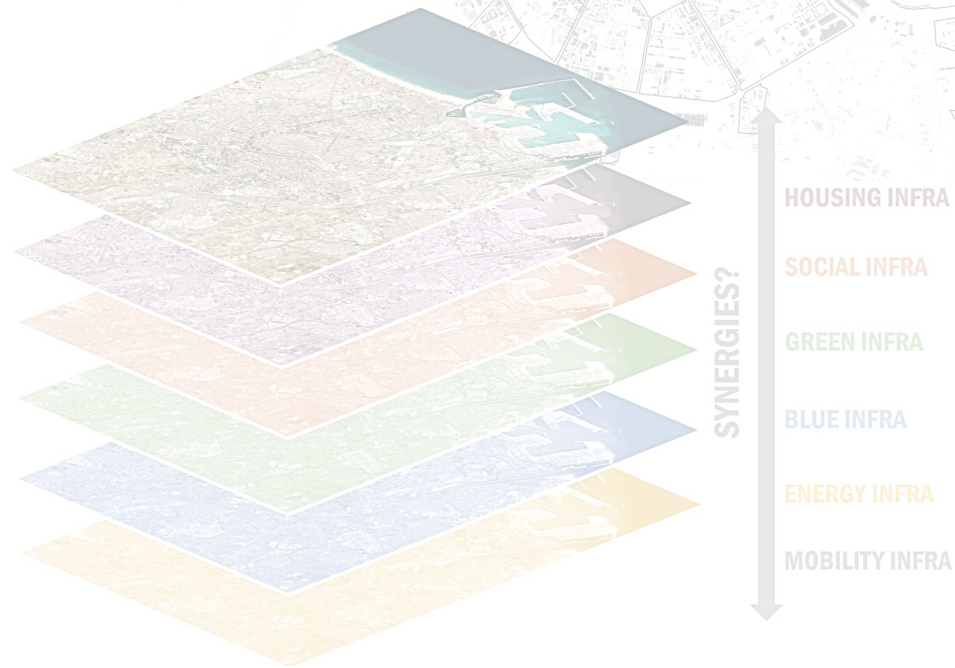 HOUSING INFRA
SOCIAL INFRA
SYNERGIES?
GREEN INFRA
BLUE INFRA
ENERGY INFRA
MOBILITY INFRA